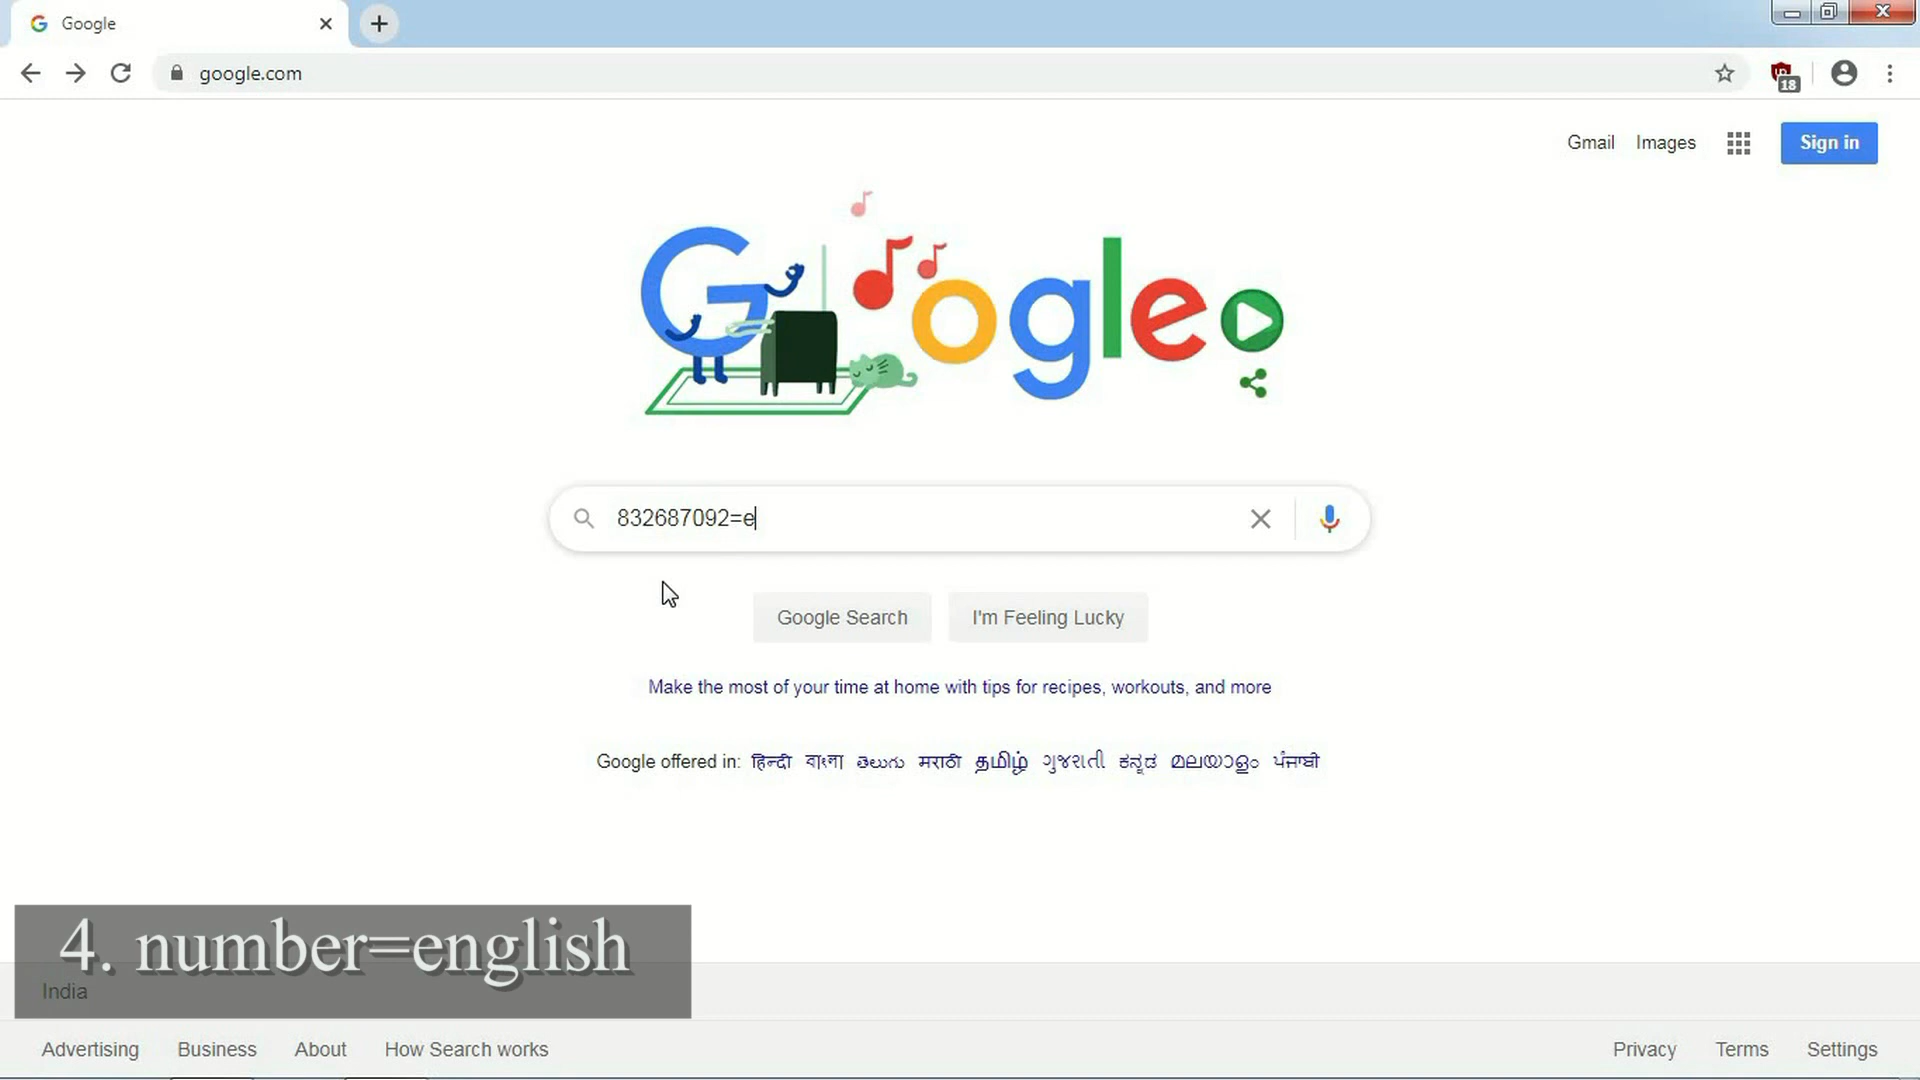 Google
google.com
18
Gmail Images Sign in
Google
832687092=e
Google Search I'm Feeling Lucky
Make the most of your time at home with tips for recipes, workouts, and more
Google offered in: हिन्दी বাংলা తెలుగు मराठी தமிழ் ગુજરાતી ಕನ್ನಡ മലയാളം ਪੰਜਾਬੀ
4. number=english
India
Advertising Business About How Search works Privacy Terms Settings